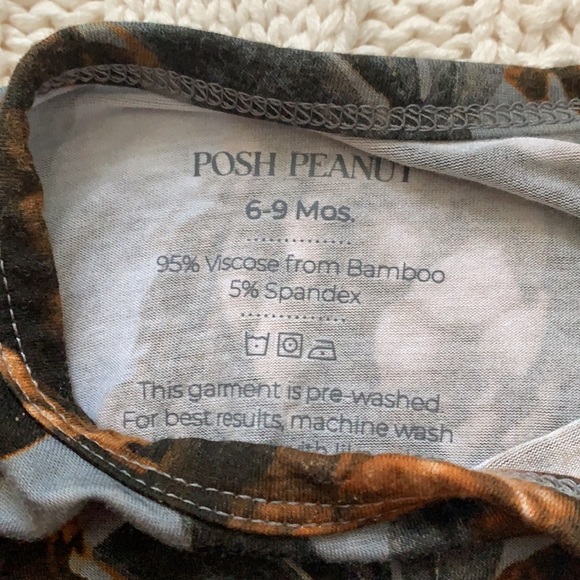 POSH PEANUT
6-9 Mos.
95% Viscose from Bamboo
5% Spandex
This garment is pre-washed
For best results, machine wash
with